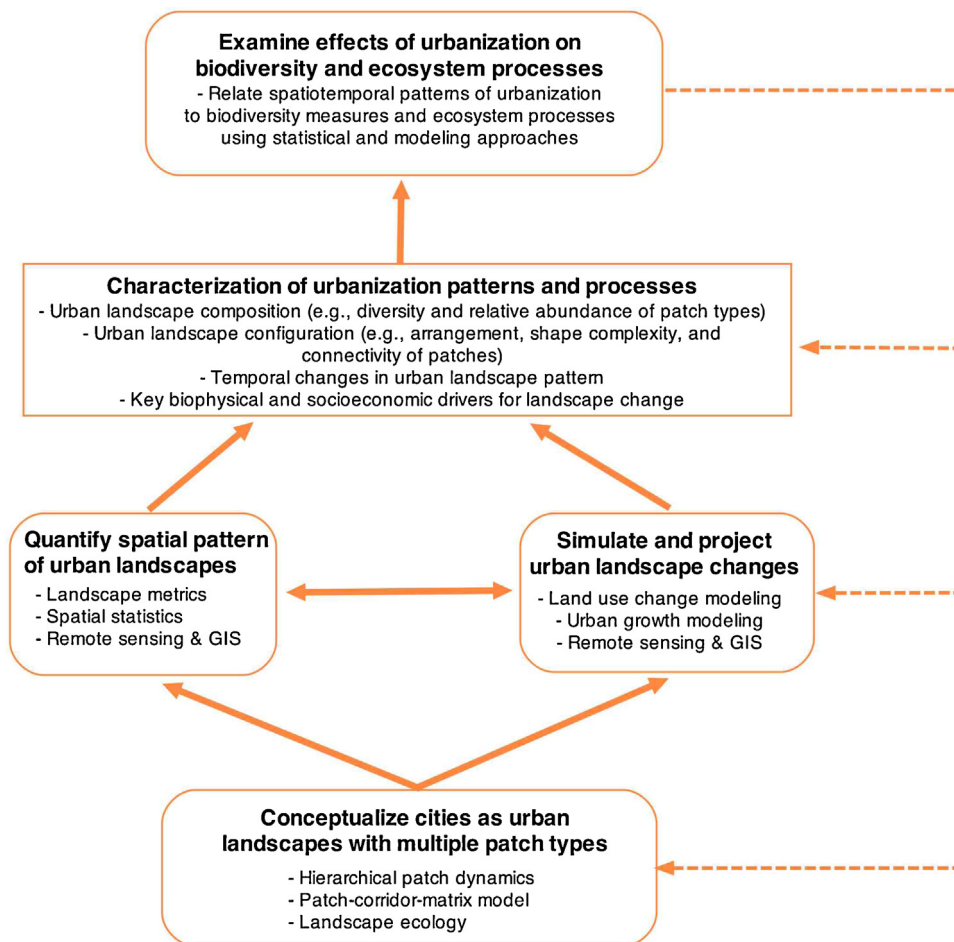 Examine effects of urbanization on
biodiversity and ecosystem processes
- Relate spatiotemporal patterns of urbanization
to biodiversity measures and ecosystem processes
using statistical and modeling approaches
Characterization of urbanization patterns and processes
- Urban landscape composition (e.g., diversity and relative abundance of patch types)
- Urban landscape configuration (e.g., arrangement, shape complexity, and
connectivity of patches)
- Temporal changes in urban landscape pattern
- Key biophysical and socioeconomic drivers for landscape change
Quantify spatial pattern
of urban landscapes
- Landscape metrics
- Spatial statistics
- Remote sensing & GIS
Simulate and project
urban landscape changes
- Land use change modeling
- Urban growth modeling
- Remote sensing & GIS
Conceptualize cities as urban
landscapes with multiple patch types
- Hierarchical patch dynamics
- Patch-corridor-matrix model
- Landscape ecology